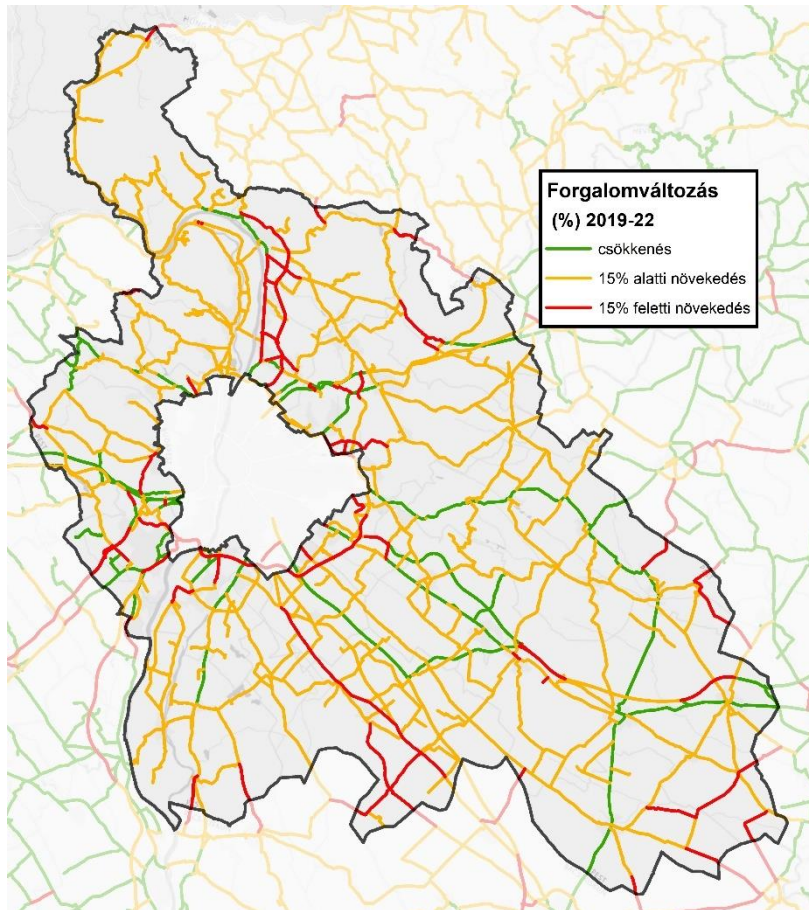 Forgalomváltozás
(%) 2019-22
csökkenés
15% alatti növekedés
15% feletti növekedés